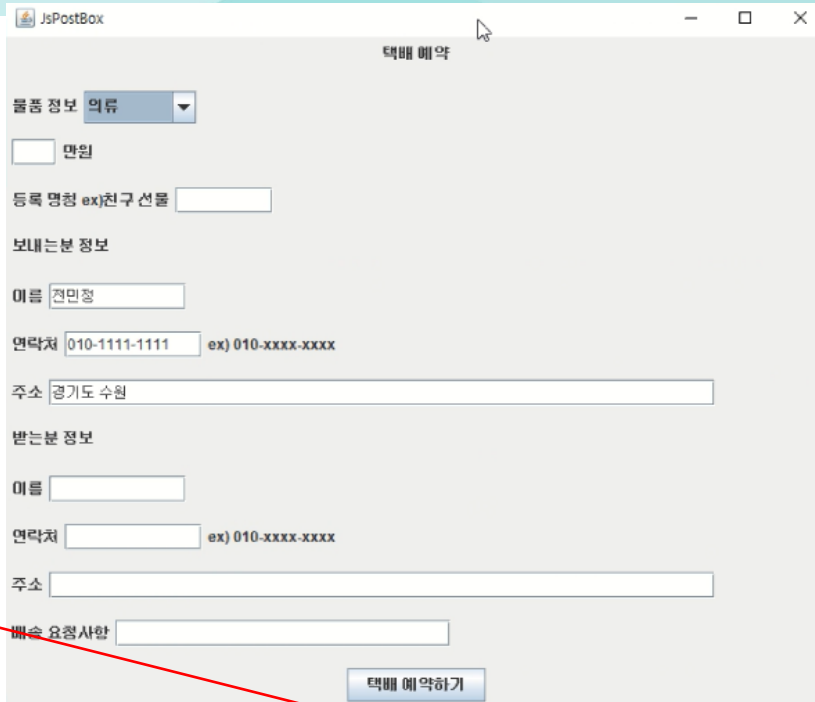 JsPostBox
택배 예약
물품 정보 의류
만원
등록 명칭 ex)친구 선물
보내는분 정보
이름 전민정
연락처 010-1111-1111 ex) 010-xxxx-xxxx
주소 경기도 수원
받는분 정보
이름
연락처 ex) 010-xxxx-xxxx
주소
배송 요청사항
택배 예약하기